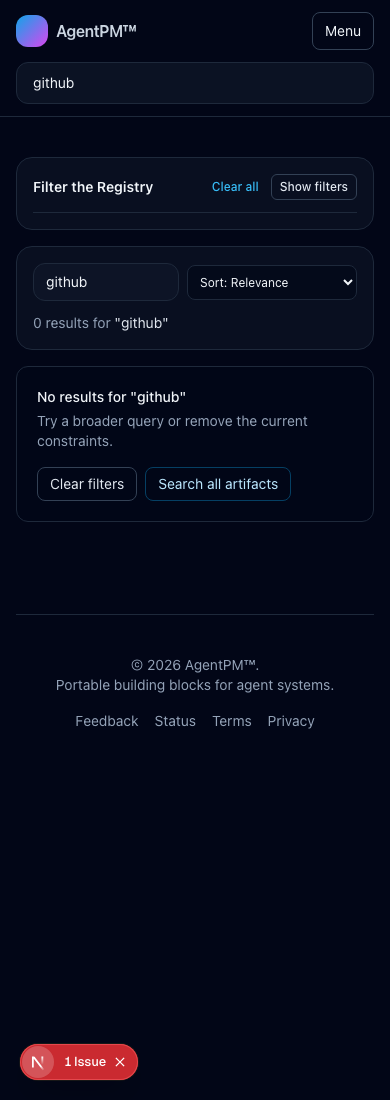 AgentPM™
Menu
github
Filter the Registry
Clear all
Show filters
github
Sort: Relevance
0 results for "github"
No results for "github"
Try a broader query or remove the current
constraints.
Clear filters
Search all artifacts
© 2026 AgentPM™.
Portable building blocks for agent systems.
Feedback
Status
Terms
Privacy
N
1 Issue